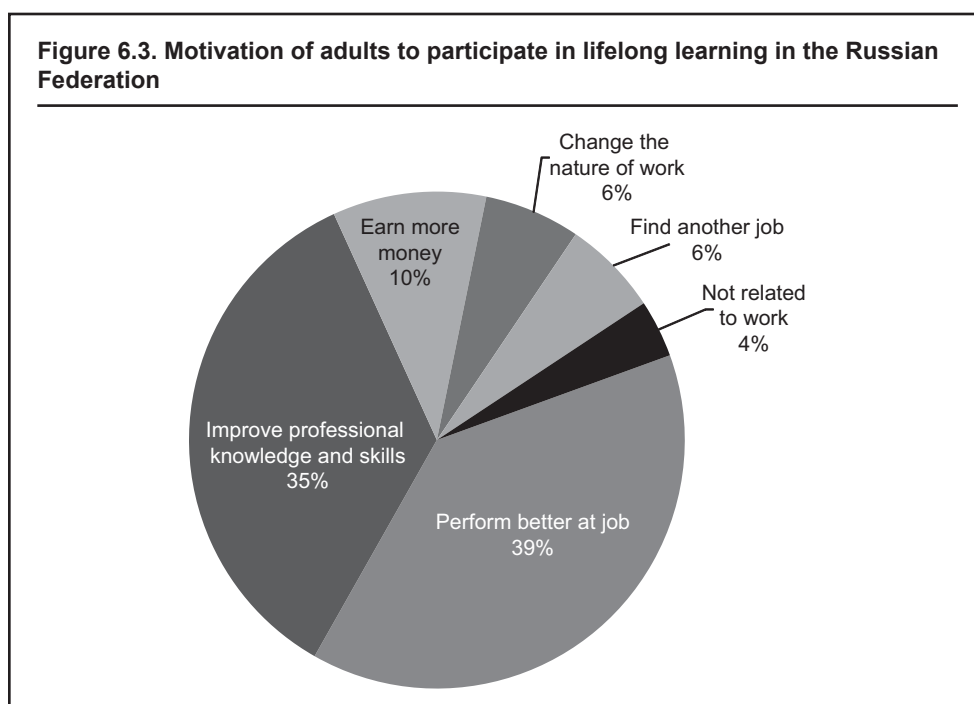 Figure 6.3. Motivation of adults to participate in lifelong learning in the Russian
Federation
Change the
nature of work
6%
Earn more
money
10%
Find another job
6%
Not related
to work
4%
Improve professional
knowledge and skills
35%
Perform better at job
39%